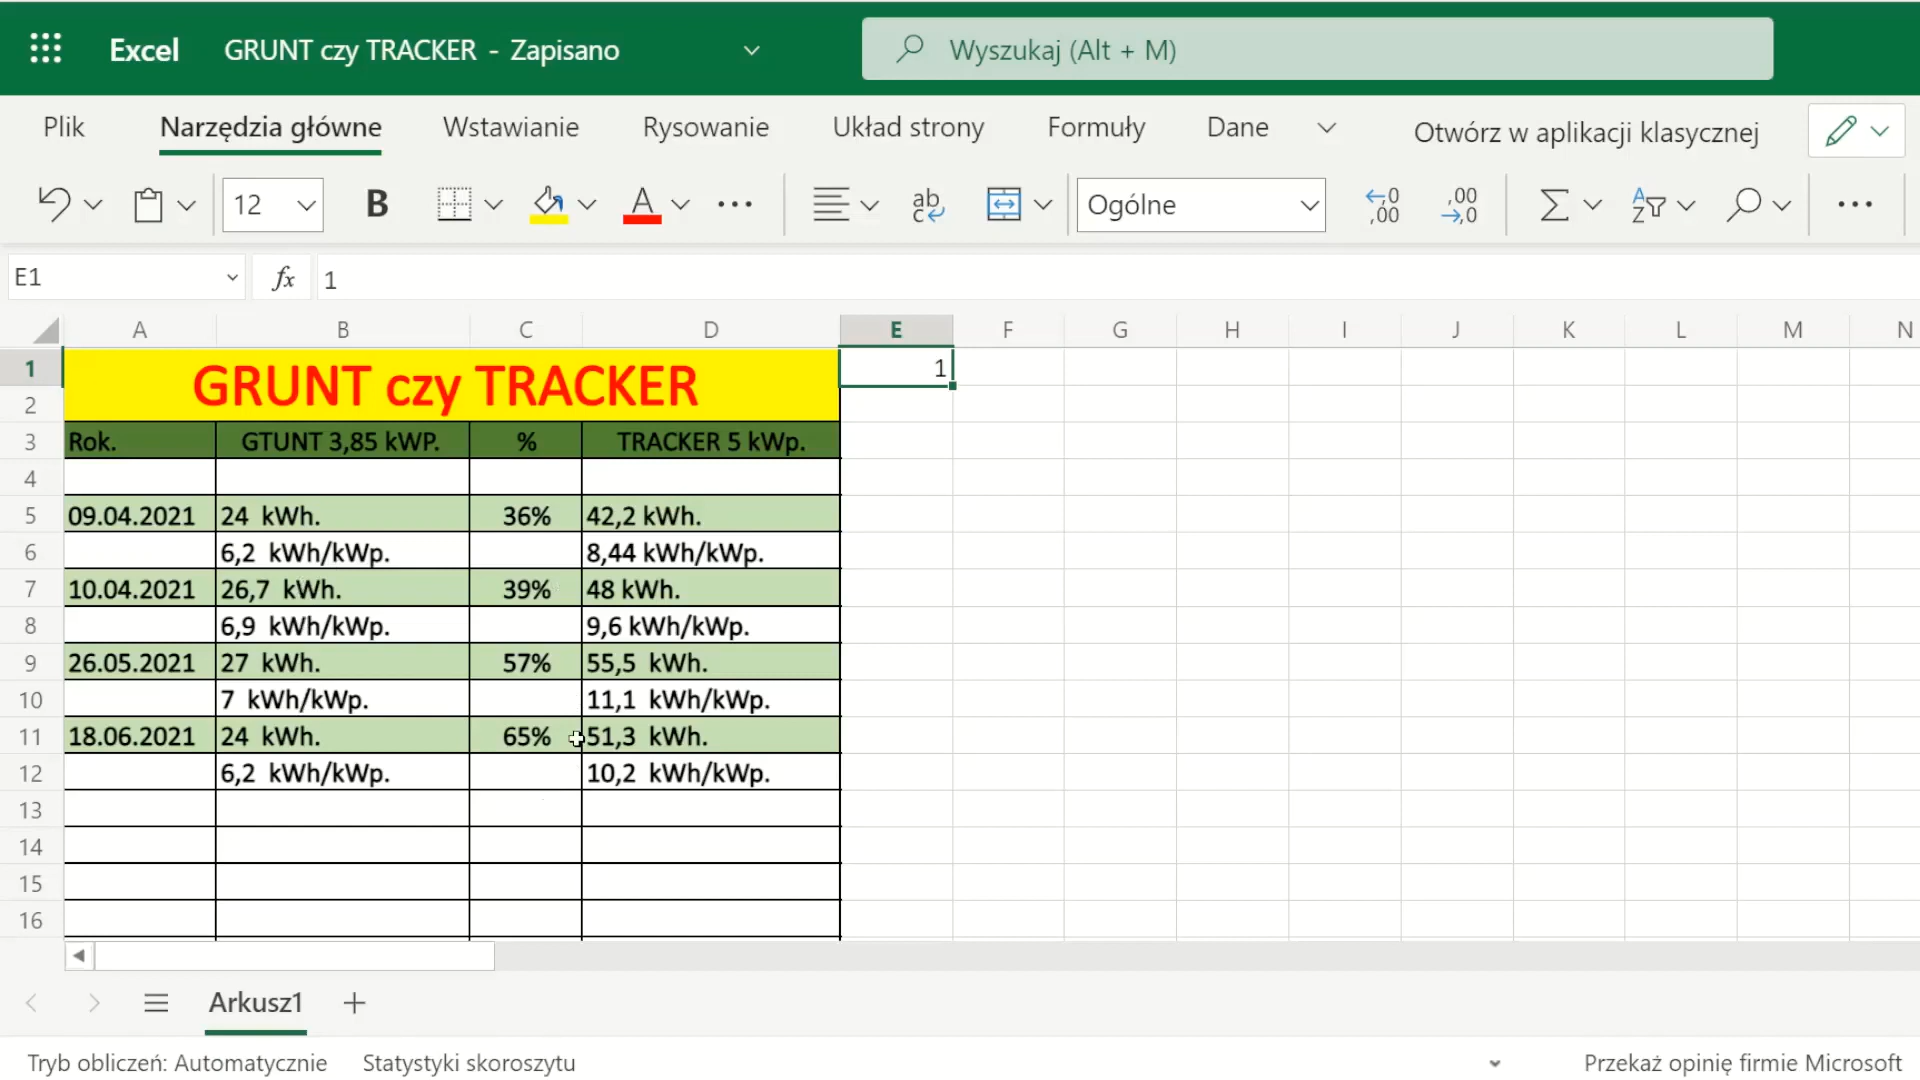 Excel GRUNT czy TRACKER - Zapisano Wyszukaj (Alt + M)
Plik Narzędzia główne Wstawianie Rysowanie Układ strony Formuły Dane Otwórz w aplikacji klasycznej
12 B A ab c Ogólne 0 ,00 ,00 ,0 Σ A Z
E1 fx 1
A B C D E F G H I J K L M N
1 GRUNT czy TRACKER 1
2
3 Rok. GTUNT 3,85 kWP. % TRACKER 5 kWp.
4
5 09.04.2021 24 kWh. 36% 42,2 kWh.
6 6,2 kWh/kWp. 8,44 kWh/kWp.
7 10.04.2021 26,7 kWh. 39% 48 kWh.
8 6,9 kWh/kWp. 9,6 kWh/kWp.
9 26.05.2021 27 kWh. 57% 55,5 kWh.
10 7 kWh/kWp. 11,1 kWh/kWp.
11 18.06.2021 24 kWh. 65% 51,3 kWh.
12 6,2 kWh/kWp. 10,2 kWh/kWp.
13
14
15
16
Arkusz1
Tryb obliczeń: Automatycznie Statystyki skoroszytu Przekaż opinię firmie Microsoft